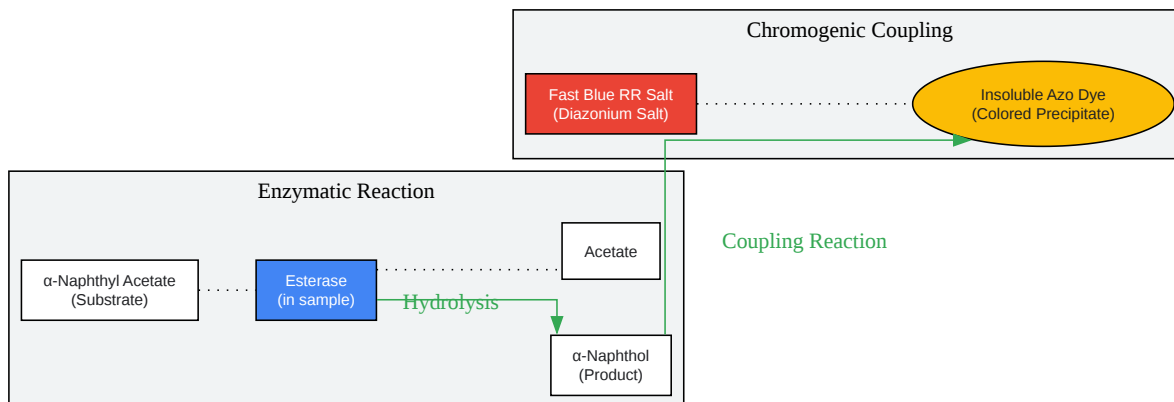 Chromogenic Coupling
Fast Blue RR Salt
(Diazonium Salt)
Insoluble Azo Dye
(Colored Precipitate)
Enzymatic Reaction
α-Naphthyl Acetate
(Substrate)
Esterase
(in sample)
Acetate
Hydrolysis
α-Naphthol
(Product)
Coupling Reaction